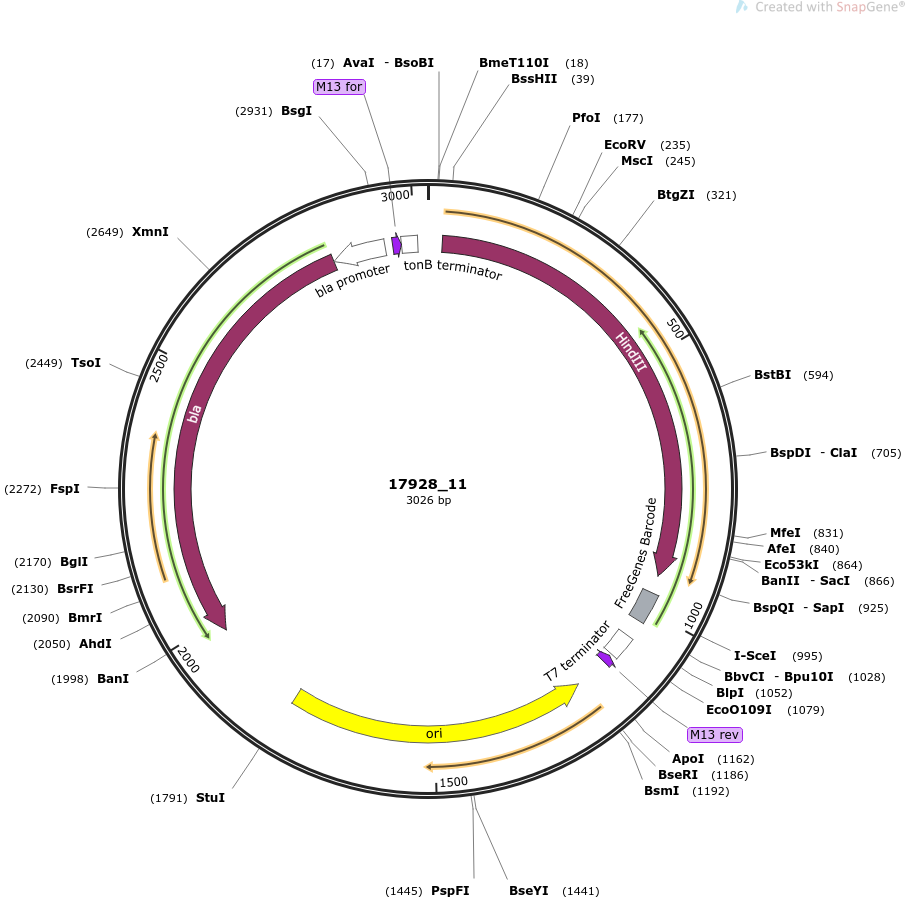 Created with SnapGene®
(17) AvaI - BsoBI
BmeT110I (18)
M13 for
BssHII (39)
(2931) BsgI
PfoI (177)
EcoRV (235)
MscI (245)
3000
BtgZI (321)
(2649) XmnI
tonB terminator
bla promoter
500
HindIII
(2449) TsoI
2500
BstBI (594)
bla
BspDI - ClaI (705)
17928_11
3026 bp
(2272) FspI
FreeGenes Barcode
MfeI (831)
AfeI (840)
(2170) BglI
Eco53kI (864)
BanII - SacI (866)
(2130) BsrFI
BspQI - SapI (925)
(2090) BmrI
1000
(2050) AhdI
T7 terminator
2000
I-SceI (995)
(1998) BanI
BbvCI - Bpu10I (1028)
BlpI (1052)
EcoO109I (1079)
ori
M13 rev
ApoI (1162)
BseRI (1186)
1500
BsmI (1192)
(1791) StuI
(1445) PspFI
BseYI (1441)